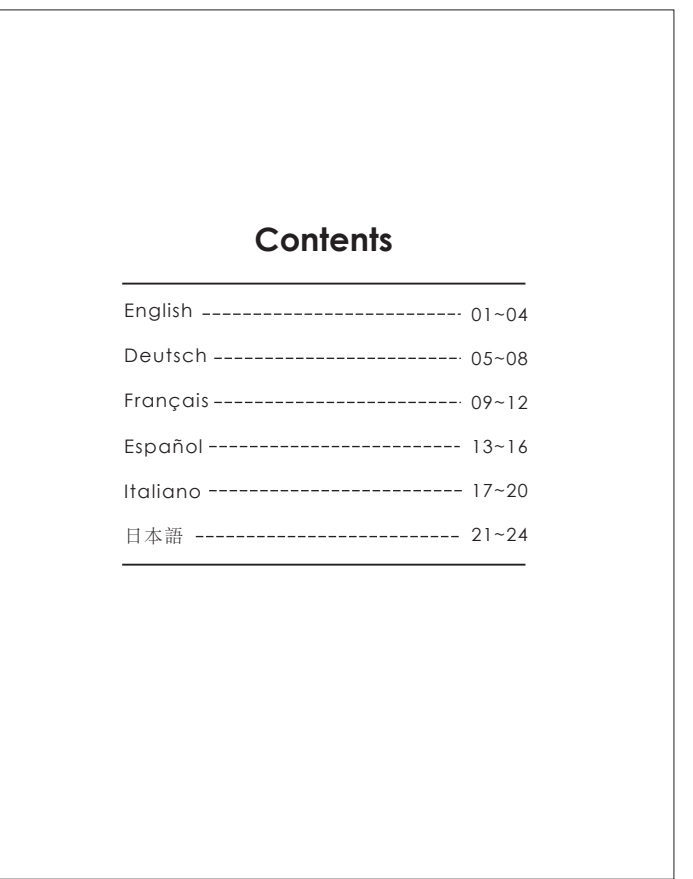 Contents
English -------------------------- 01~04
Deutsch ------------------------- 05~08
Français ------------------------- 09~12
Español ------------------------- 13~16
Italiano ------------------------- 17~20
日本語 -------------------------- 21~24